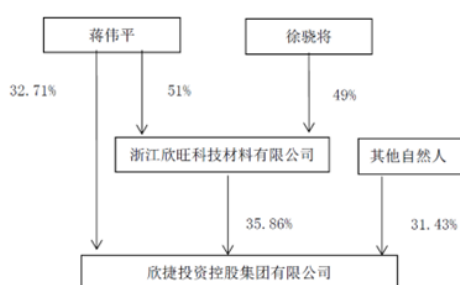 蒋伟平
徐骁将
32.71%
51%
49%
浙江欣旺科技材料有限公司
其他自然人
35.86%
31.43%
欣捷投资控股集团有限公司